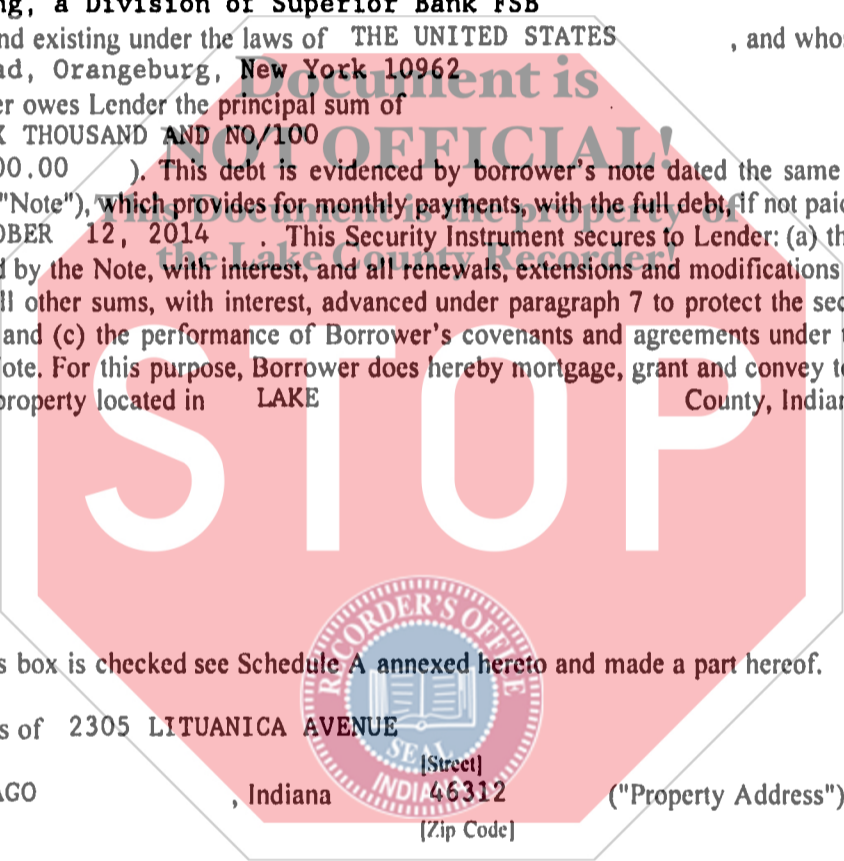 ng, a Division of Superior Bank FSB
nd existing under the laws of THE UNITED STATES , and whos
ad, Orangeburg, New York 10962
Document is
er owes Lender the principal sum of
X THOUSAND AND NO/100
NOT OFFICIAL!
00.00 ). This debt is evidenced by borrower's note dated the same
"Note"), which provides for monthly payments, with the full debt, if not paid
This Document is the property of
OBER 12, 2014 . This Security Instrument secures to Lender: (a) th
the Lake County Recorder!
d by the Note, with interest, and all renewals, extensions and modifications
ll other sums, with interest, advanced under paragraph 7 to protect the sec
and (c) the performance of Borrower's covenants and agreements under t
Note. For this purpose, Borrower does hereby mortgage, grant and convey to
property located in LAKE County, Indian
STOP
RECORDER'S OFFICE
s box is checked see Schedule A annexed hereto and made a part hereof.
s of 2305 LITUANICA AVENUE
SEAL
[Street]
INDIANA
AGO , Indiana 46312 ("Property Address")
[Zip Code]